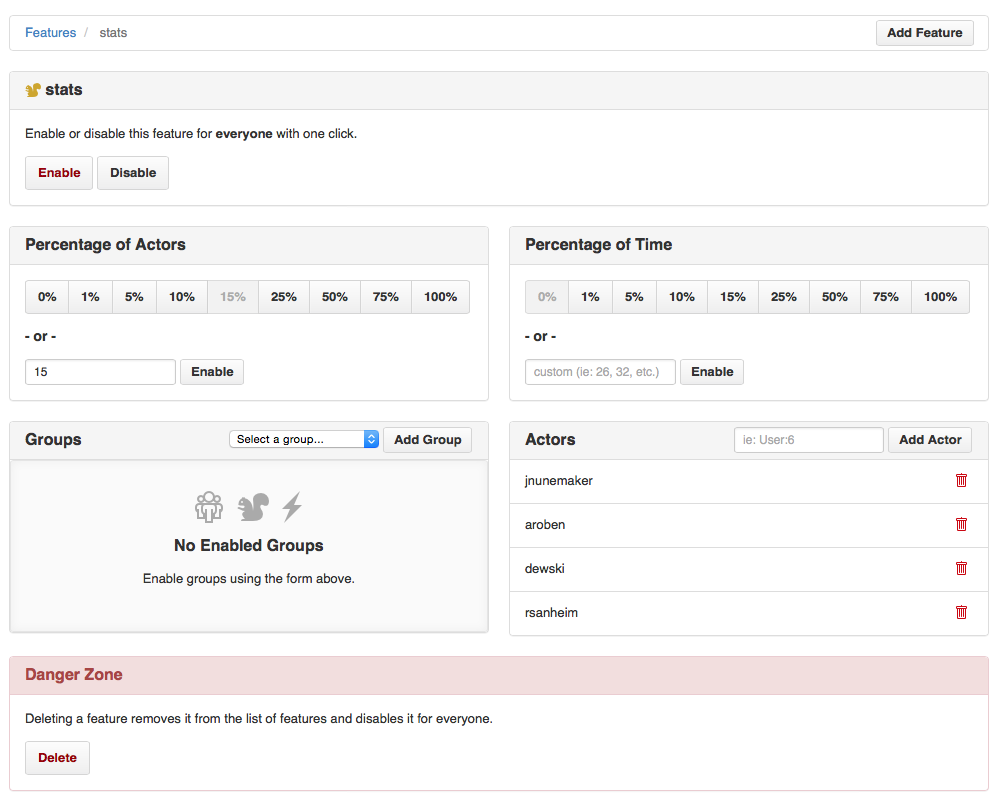 Features / stats
Add Feature
stats
Enable or disable this feature for everyone with one click.
Enable Disable
Percentage of Actors
0% 1% 5% 10% 15% 25% 50% 75% 100%
- or -
15 Enable
Percentage of Time
0% 1% 5% 10% 15% 25% 50% 75% 100%
- or -
custom (ie: 26, 32, etc.) Enable
Groups Select a group... Add Group
No Enabled Groups
Enable groups using the form above.
Actors ie: User:6 Add Actor
jnunemaker
aroben
dewski
rsanheim
Danger Zone
Deleting a feature removes it from the list of features and disables it for everyone.
Delete